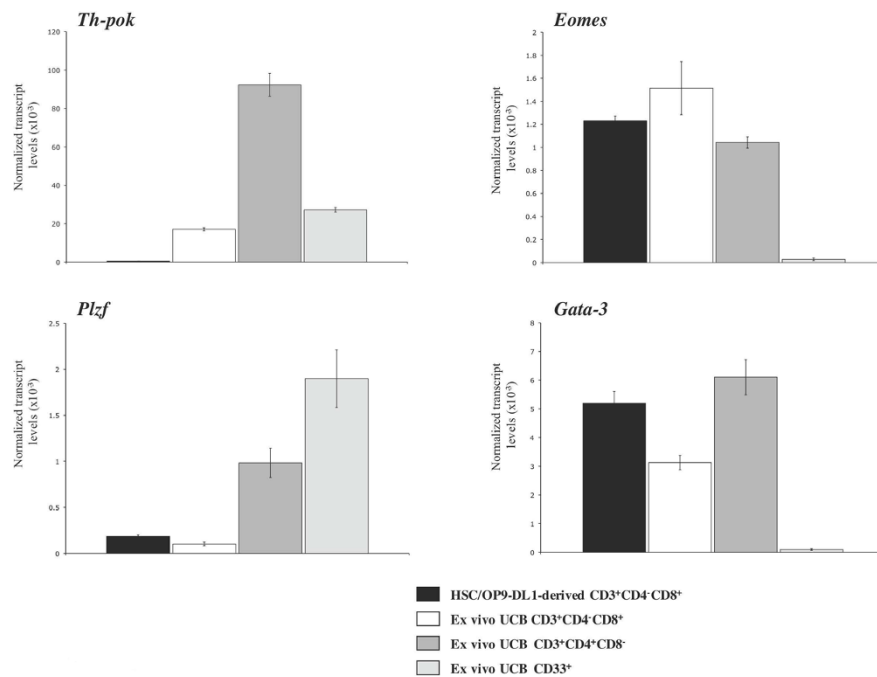 Th-pok
Normalized transcript
levels (x10⁻³)
120
100
80
60
40
20
0
Eomes
Normalized transcript
levels (x10⁻³)
2
1.8
1.6
1.4
1.2
1
0.8
0.6
0.4
0.2
0
Plzf
Normalized transcript
levels (x10⁻³)
2.5
2
1.5
1
0.5
0
Gata-3
Normalized transcript
levels (x10⁻³)
8
7
6
5
4
3
2
1
0
HSC/OP9-DL1-derived CD3⁺CD4⁻CD8⁺
Ex vivo UCB CD3⁺CD4⁻CD8⁺
Ex vivo UCB CD3⁺CD4⁺CD8⁻
Ex vivo UCB CD33⁺